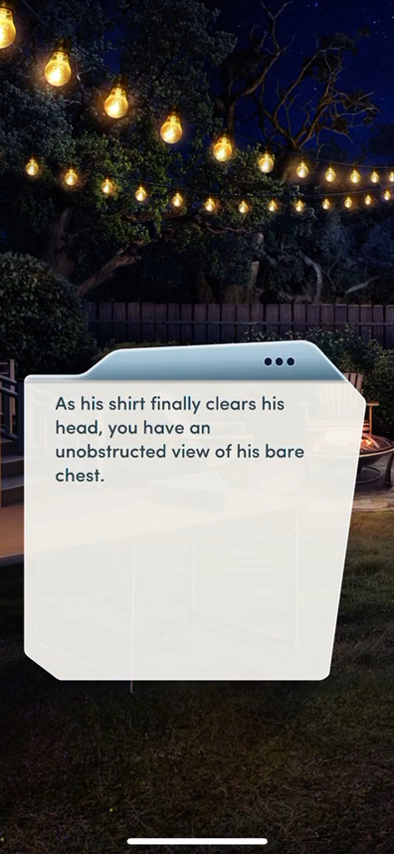 As his shirt finally clears his
head, you have an
unobstructed view of his bare
chest.